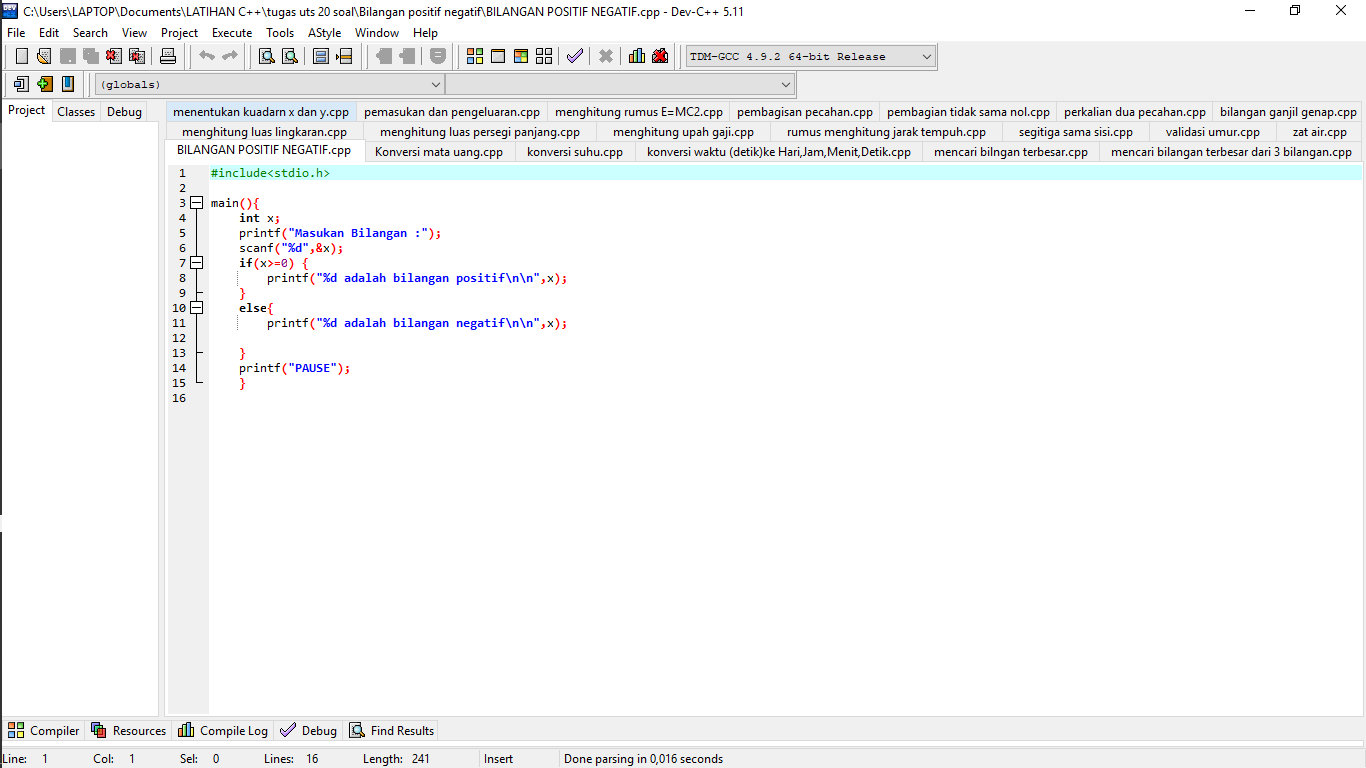 C:\Users\LAPTOP\Documents\LATIHAN C++\tugas uts 20 soal\Bilangan positif negatif\BILANGAN POSITIF NEGATIF.cpp - Dev-C++ 5.11
File Edit Search View Project Execute Tools AStyle Window Help
TDM-GCC 4.9.2 64-bit Release
(globals)
Project Classes Debug
menentukan kuadarn x dan y.cpp pemasukan dan pengeluaran.cpp menghitung rumus E=MC2.cpp pembagisan pecahan.cpp pembagian tidak sama nol.cpp perkalian dua pecahan.cpp bilangan ganjil genap.cpp
menghitung luas lingkaran.cpp menghitung luas persegi panjang.cpp menghitung upah gaji.cpp rumus menghitung jarak tempuh.cpp segitiga sama sisi.cpp validasi umur.cpp zat air.cpp
BILANGAN POSITIF NEGATIF.cpp Konversi mata uang.cpp konversi suhu.cpp konversi waktu (detik)ke Hari,Jam,Menit,Detik.cpp mencari bilngan terbesar.cpp mencari bilangan terbesar dari 3 bilangan.cpp
1 #include<stdio.h>
2
3 main(){
4 int x;
5 printf("Masukan Bilangan :");
6 scanf("%d",&x);
7 if(x>=0) {
8 printf("%d adalah bilangan positif\n\n",x);
9 }
10 else{
11 printf("%d adalah bilangan negatif\n\n",x);
12
13 }
14 printf("PAUSE");
15 }
16
Compiler Resources Compile Log Debug Find Results
Line: 1 Col: 1 Sel: 0 Lines: 16 Length: 241 Insert Done parsing in 0,016 seconds